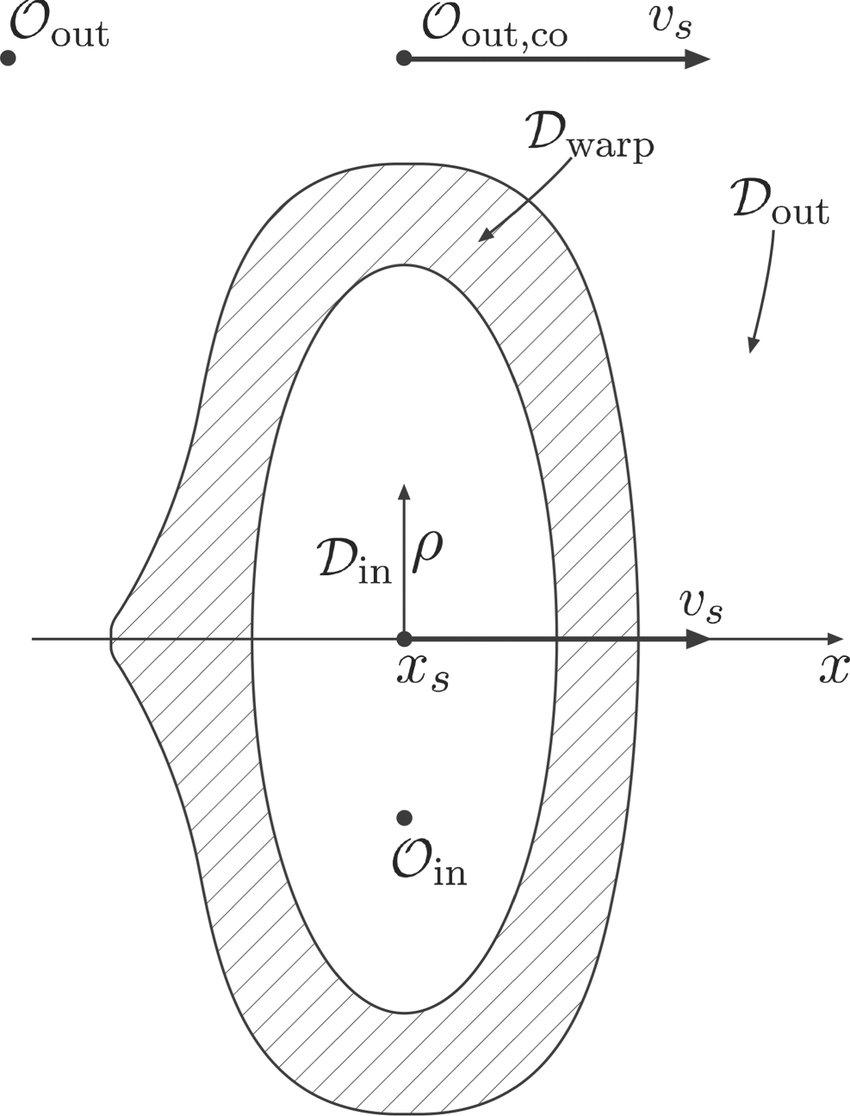 𝒪out
𝒪out,co
vs
𝒟warp
𝒟out
𝒟in
ρ
vs
xs
x
𝒪in